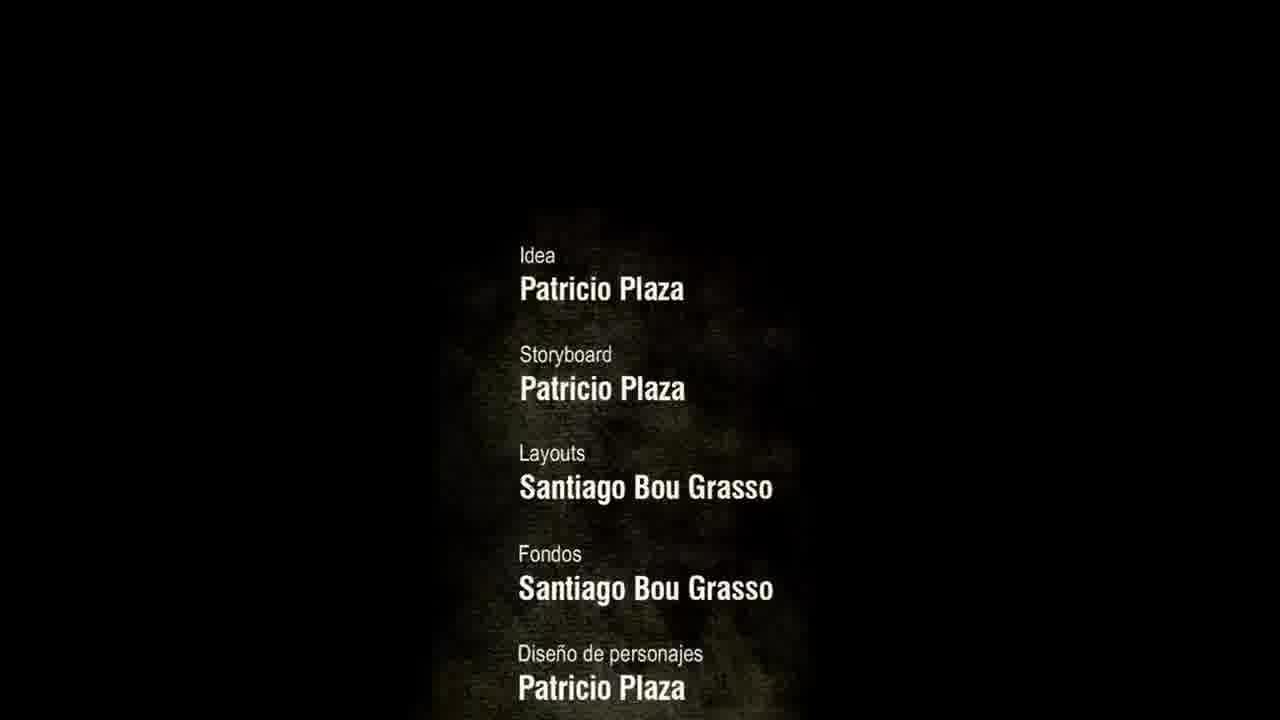 Idea
Patricio Plaza
Storyboard
Patricio Plaza
Layouts
Santiago Bou Grasso
Fondos
Santiago Bou Grasso
Diseño de personajes
Patricio Plaza